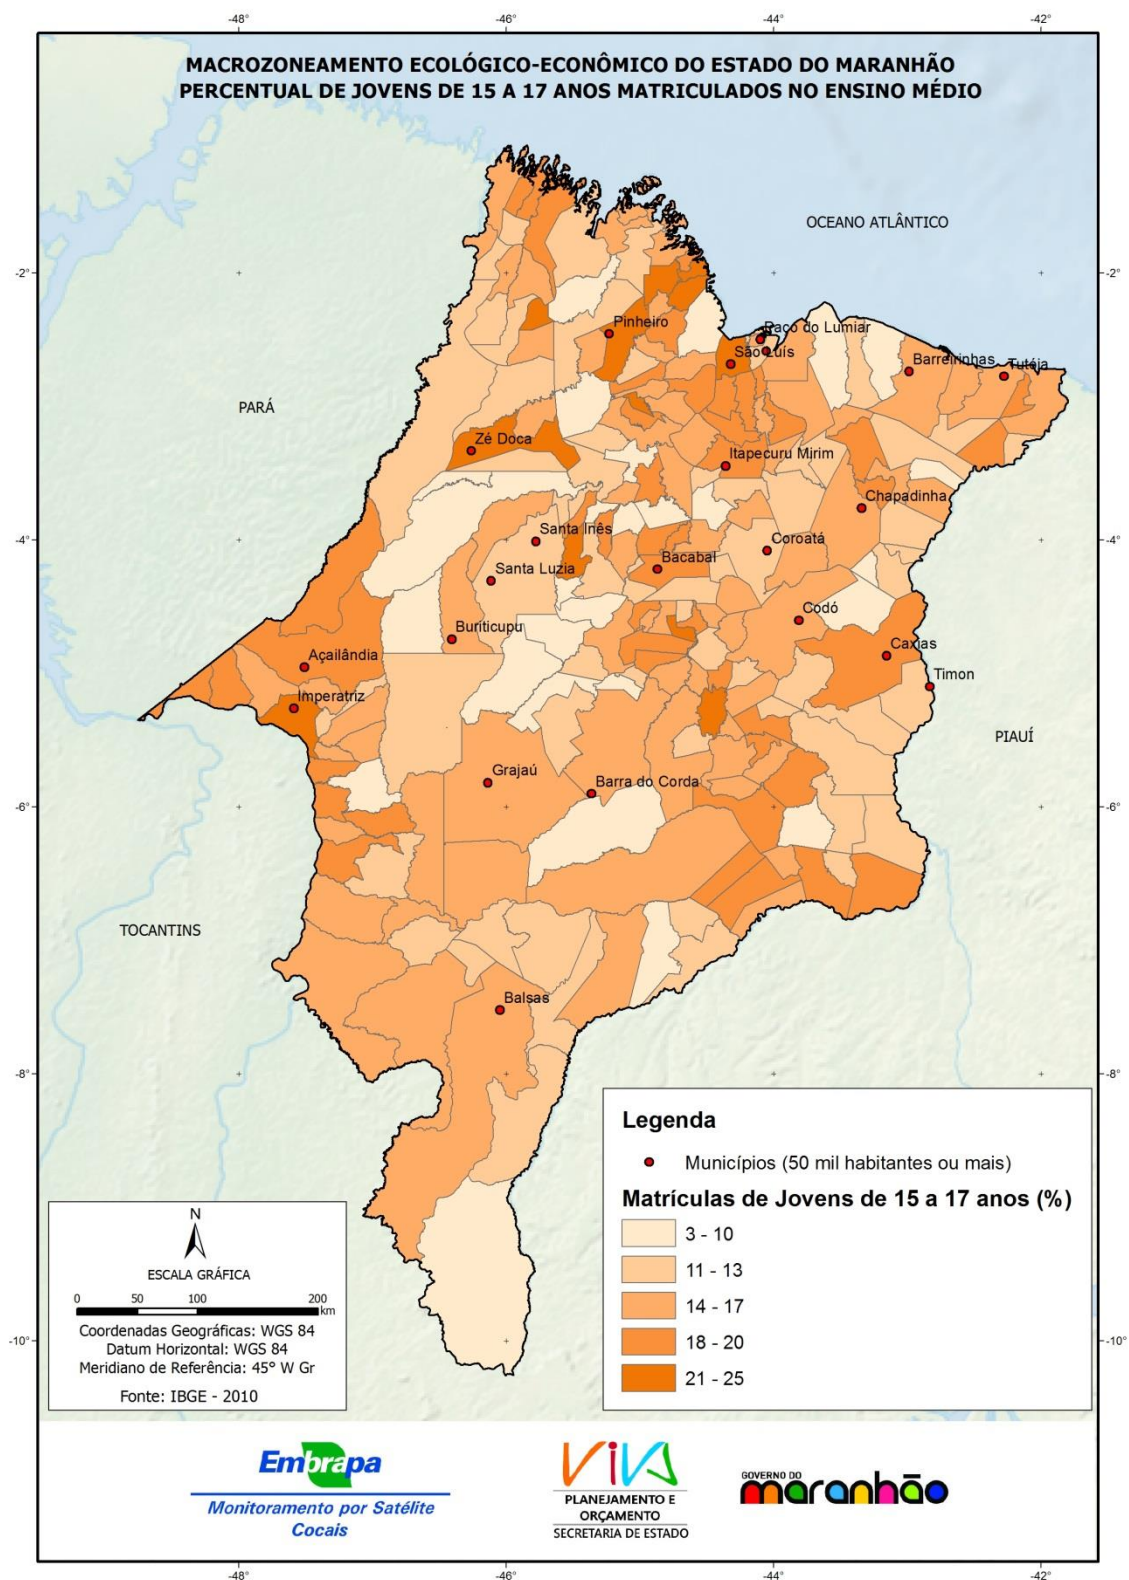 -48
-46
-44
-42
MACROZONEAMENTO ECOLÓGICO-ECONÔMICO DO ESTADO DO MARANHÃO
PERCENTUAL DE JOVENS DE 15 A 17 ANOS MATRICULADOS NO ENSINO MÉDIO
OCEANO ATLÂNTICO
-2°
-2°
Pinheiro
Paço do Lumiar
São Luís
Barreirinhas
Tutóia
PARÁ
Zé Doca
Itapecuru Mirim
Chapadinha
Santa Inês
Coroatá
-4°
-4°
Bacabal
Santa Luzia
Codó
Buriticupu
Caxias
Açailândia
Timon
Imperatriz
PIAUÍ
Grajaú
Barra do Corda
-6°
-6°
TOCANTINS
Balsas
-8°
-8°
Legenda
Municípios (50 mil habitantes ou mais)
Matrículas de Jovens de 15 a 17 anos (%)
3 - 10
11 - 13
14 - 17
18 - 20
21 - 25
N
ESCALA GRÁFICA
0 50 100 200
km
Coordenadas Geográficas: WGS 84
Datum Horizontal: WGS 84
Meridiano de Referência: 45° W Gr
Fonte: IBGE - 2010
-10°
-10°
Embrapa
Monitoramento por Satélite
Cocais
VIVA
PLANEJAMENTO E
ORÇAMENTO
SECRETARIA DE ESTADO
GOVERNO DO
maranhão
-48
-46
-44
-42